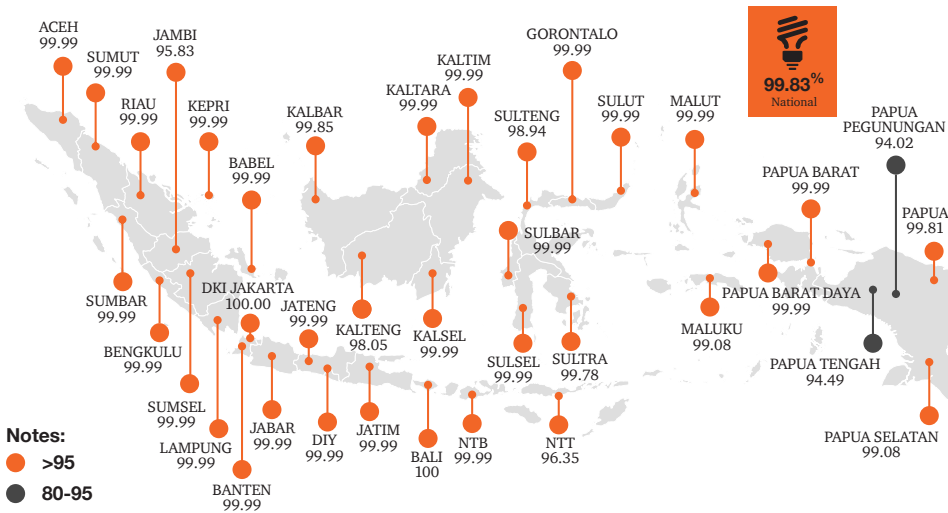 ACEH
99.99
SUMUT
99.99
JAMBI
95.83
RIAU
99.99
KEPRI
99.99
BABEL
99.99
KALBAR
99.85
KALTARA
99.99
KALTIM
99.99
GORONTALO
99.99
SULTENG
98.94
SULUT
99.99
MALUT
99.99
99.83%
National
PAPUA
PEGUNUNGAN
94.02
PAPUA BARAT
99.99
PAPUA
99.81
SULBAR
99.99
SUMBAR
99.99
DKI JAKARTA
100.00
JATENG
99.99
BENGKULU
99.99
KALTENG
98.05
KALSEL
99.99
SULSEL
99.99
SULTRA
99.78
MALUKU
99.08
PAPUA BARAT DAYA
99.99
PAPUA TENGAH
94.49
SUMSEL
99.99
LAMPUNG
99.99
BANTEN
99.99
JABAR
99.99
DIY
99.99
JATIM
99.99
BALI
100
NTB
99.99
NTT
96.35
PAPUA SELATAN
99.08
Notes:
>95
80-95